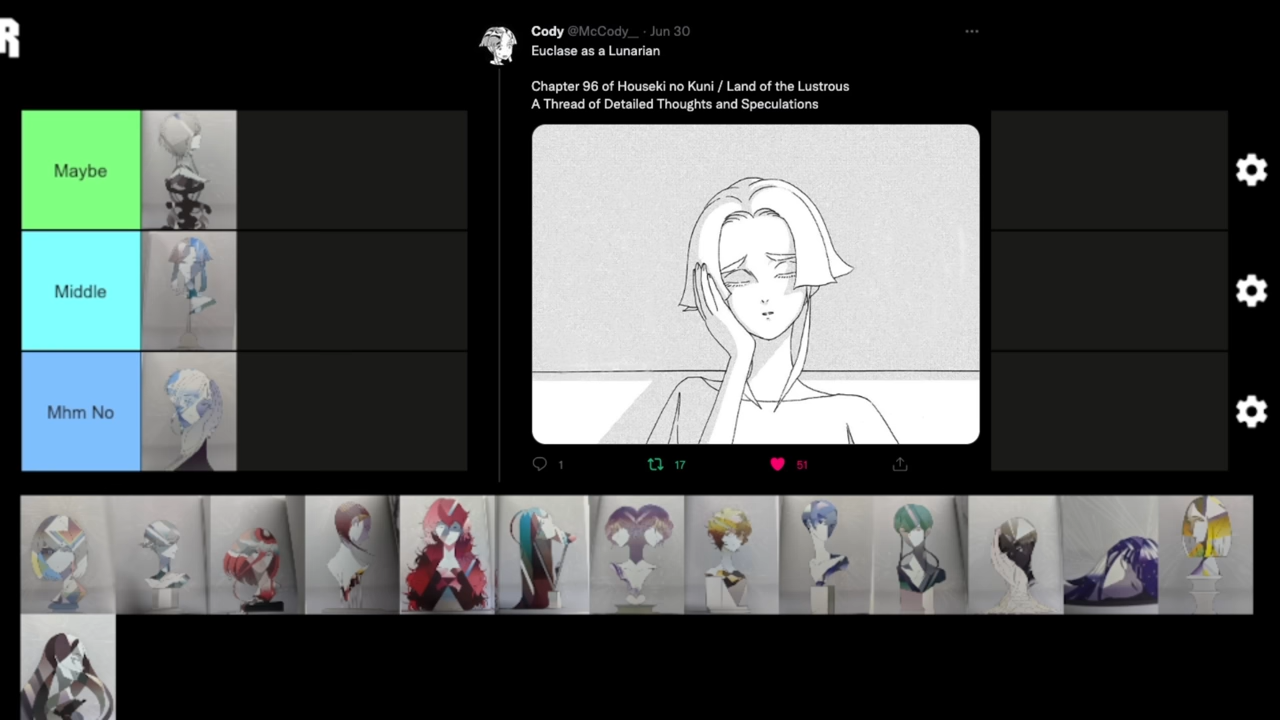 R
Cody @McCody__ · Jun 30
Euclase as a Lunarian
Chapter 96 of Houseki no Kuni / Land of the Lustrous
A Thread of Detailed Thoughts and Speculations
Maybe
Middle
Mhm No
1
17
51